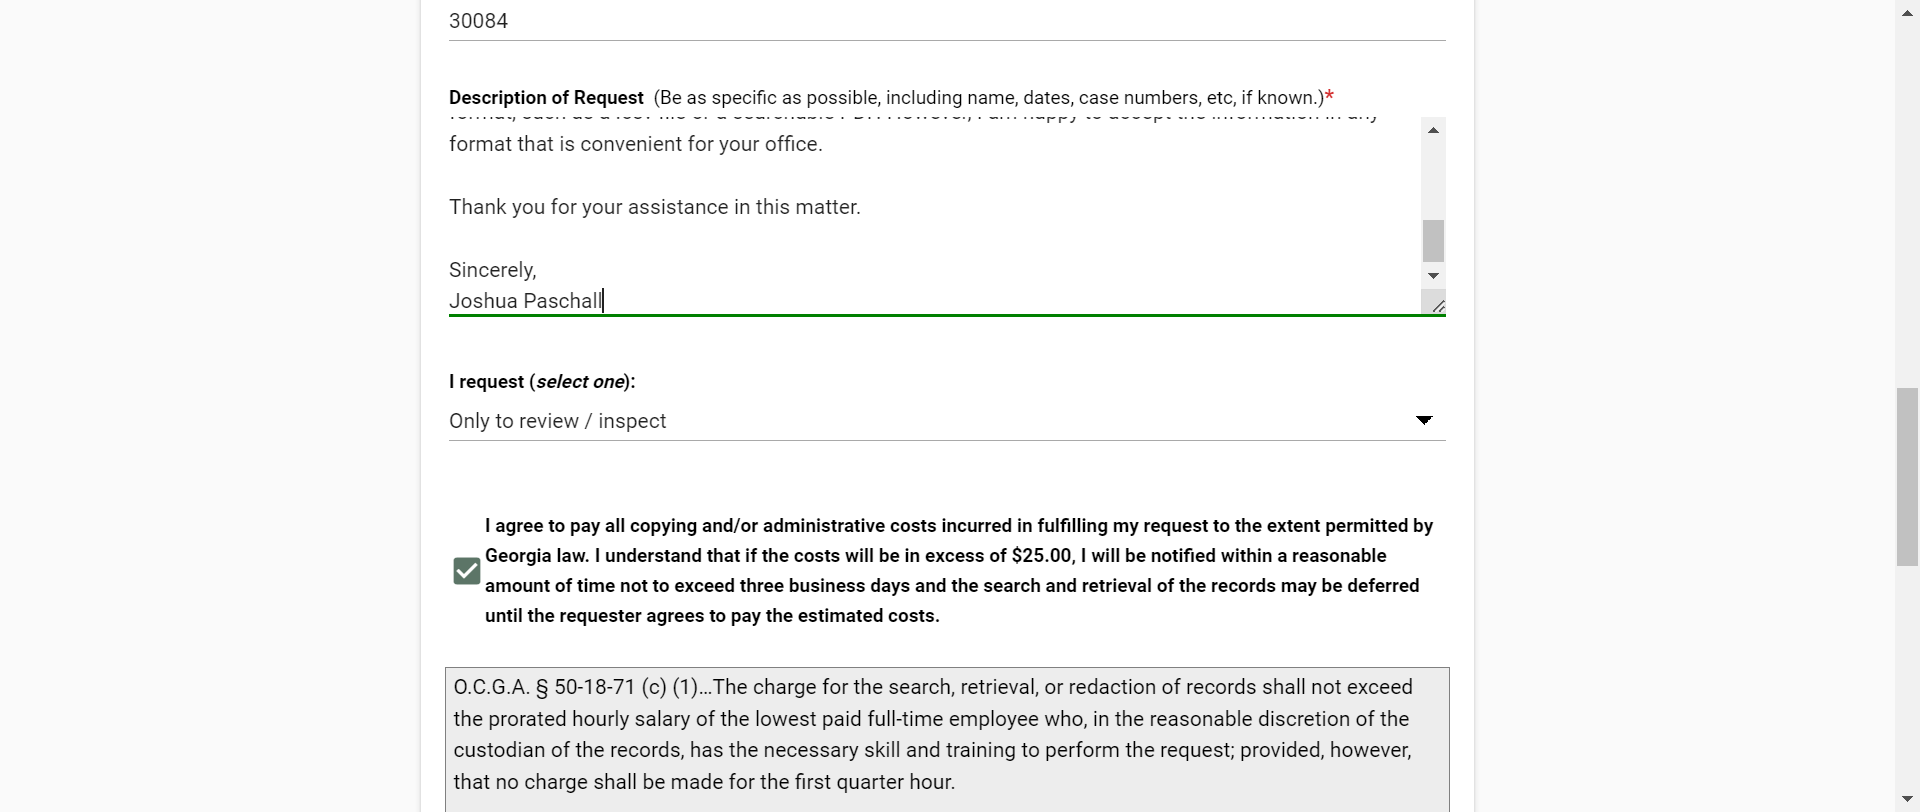 30084
Description of Request (Be as specific as possible, including name, dates, case numbers, etc, if known.)*
format that is convenient for your office.
Thank you for your assistance in this matter.
Sincerely,
Joshua Paschall
I request (select one):
Only to review / inspect
I agree to pay all copying and/or administrative costs incurred in fulfilling my request to the extent permitted by
Georgia law. I understand that if the costs will be in excess of $25.00, I will be notified within a reasonable
amount of time not to exceed three business days and the search and retrieval of the records may be deferred
until the requester agrees to pay the estimated costs.
O.C.G.A. § 50-18-71 (c) (1)…The charge for the search, retrieval, or redaction of records shall not exceed
the prorated hourly salary of the lowest paid full-time employee who, in the reasonable discretion of the
custodian of the records, has the necessary skill and training to perform the request; provided, however,
that no charge shall be made for the first quarter hour.